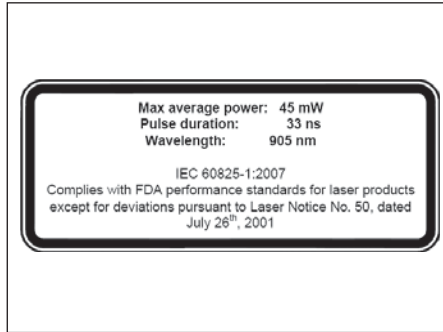 Max average power: 45 mW
Pulse duration: 33 ns
Wavelength: 905 nm
IEC 60825-1:2007
Complies with FDA performance standards for laser products
except for deviations pursuant to Laser Notice No. 50, dated
July 26th, 2001